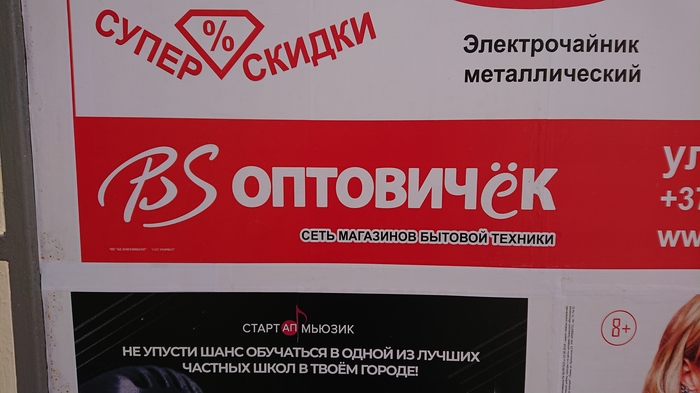 СУПЕР % СКИДКИ
Электрочайник
металлический
BS ОПТОВИЧёК
СЕТЬ МАГАЗИНОВ БЫТОВОЙ ТЕХНИКИ
ул
+37
ww
СТАРТ АП МЬЮЗИК
НЕ УПУСТИ ШАНС ОБУЧАТЬСЯ В ОДНОЙ ИЗ ЛУЧШИХ
ЧАСТНЫХ ШКОЛ В ТВОЁМ ГОРОДЕ!
8+